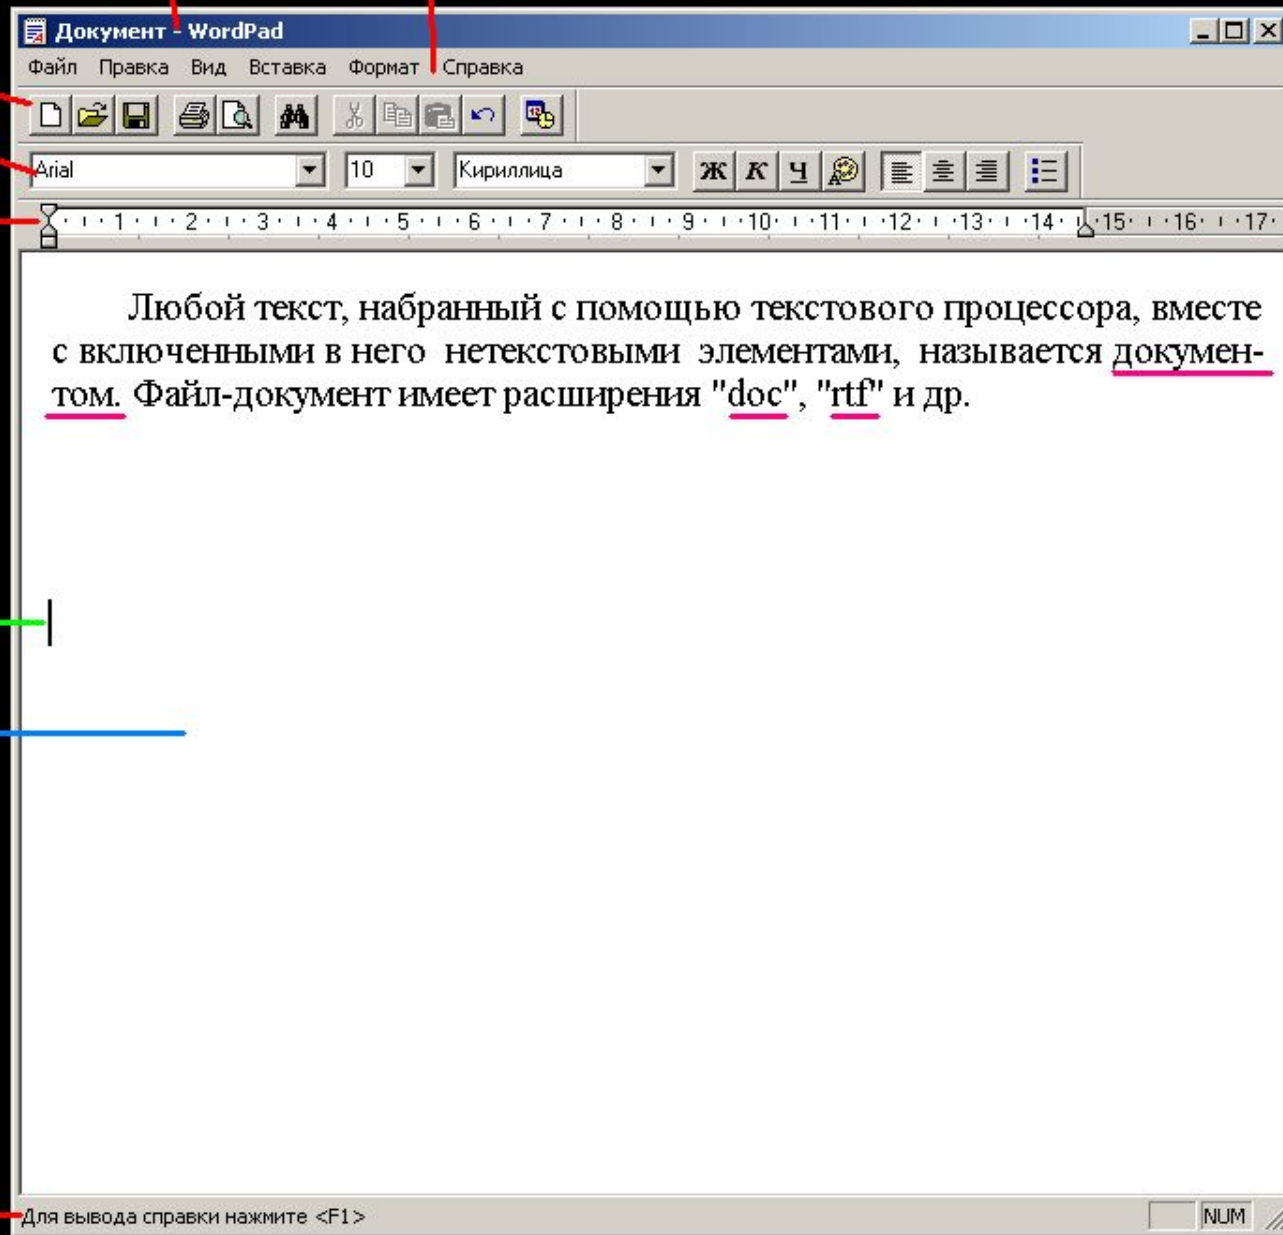 Документ - WordPad
Файл Правка Вид Вставка Формат Справка
Arial 10 Кириллица Ж К Ч
1 2 3 4 5 6 7 8 9 10 11 12 13 14 15 16 17
Любой текст, набранный с помощью текстового процессора, вместе
с включенными в него нетекстовыми элементами, называется докумен-
том. Файл-документ имеет расширения "doc", "rtf" и др.
Для вывода справки нажмите <F1> NUM